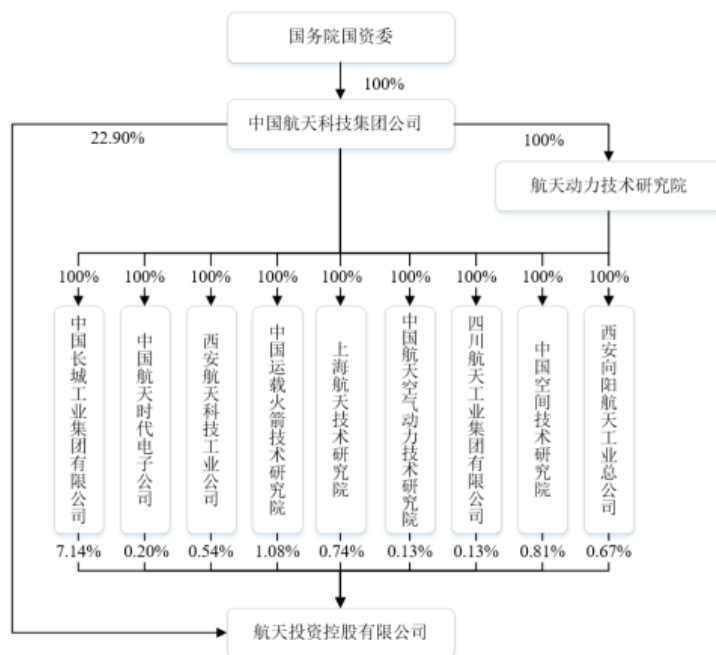 国务院国资委
100%
中国航天科技集团公司
22.90%
100%
航天动力技术研究院
100%
100%
100%
100%
100%
100%
100%
100%
100%
中国长城工业集团有限公司
中国航天时代电子公司
西安航天科技工业公司
中国运载火箭技术研究院
上海航天技术研究院
中国航天空气动力技术研究院
四川航天工业集团有限公司
中国空间技术研究院
西安向阳航天工业总公司
7.14%
0.20%
0.54%
1.08%
0.74%
0.13%
0.13%
0.81%
0.67%
航天投资控股有限公司